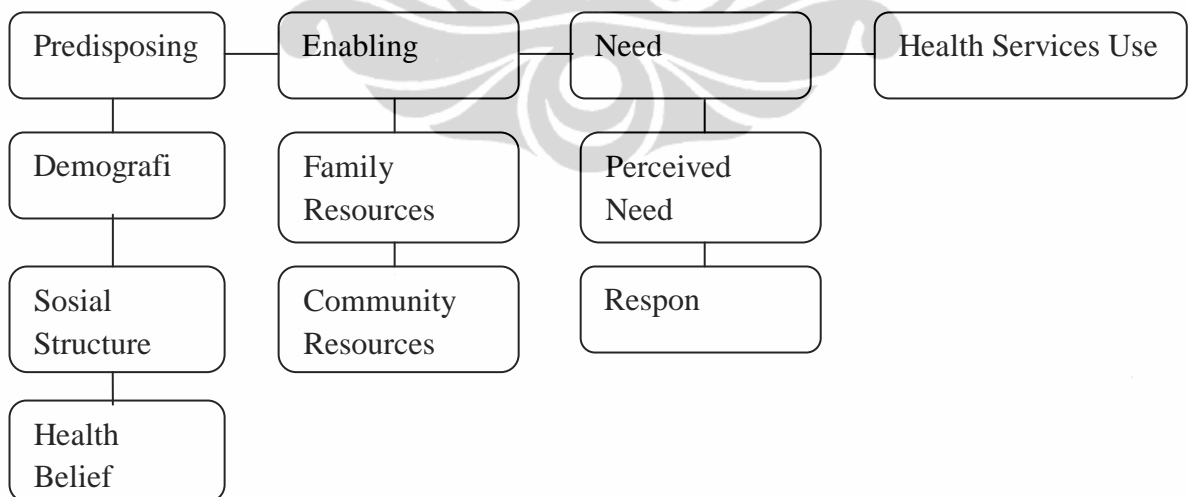 Predisposing
Enabling
Need
Health Services Use
Demografi
Family
Resources
Perceived
Need
Sosial
Structure
Community
Resources
Respon
Health
Belief